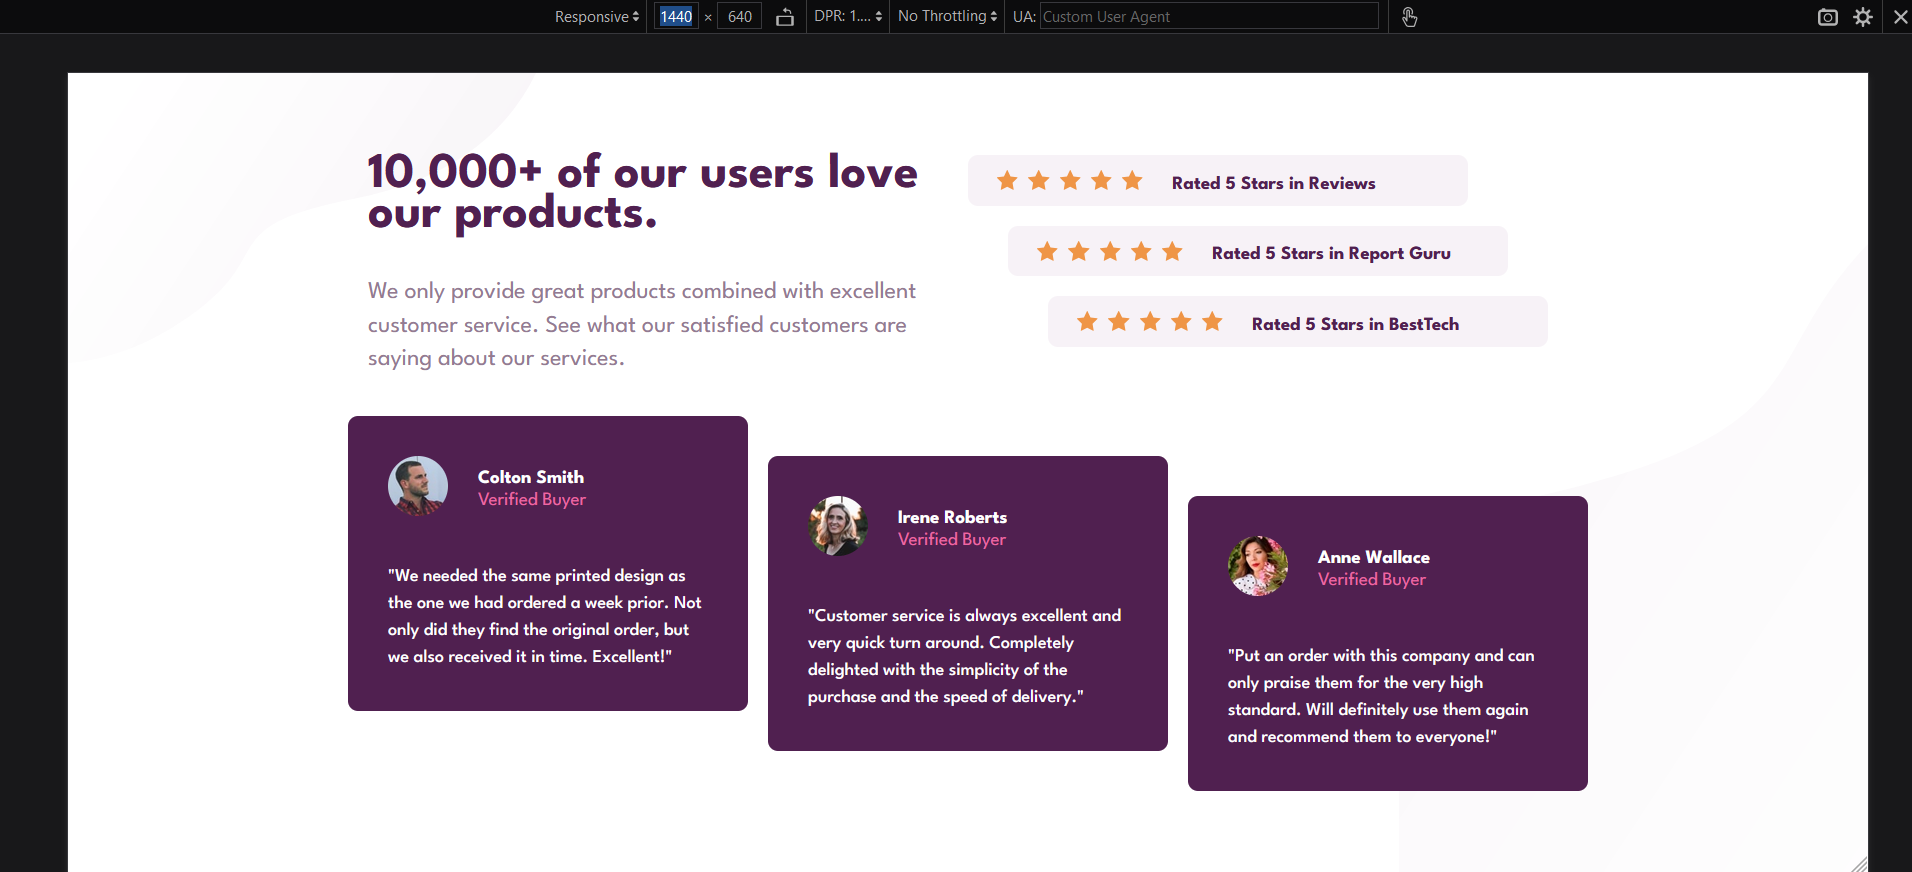 Responsive 1440 × 640 DPR: 1.... No Throttling UA: Custom User Agent
10,000+ of our users love
our products.
We only provide great products combined with excellent
customer service. See what our satisfied customers are
saying about our services.
Rated 5 Stars in Reviews
Rated 5 Stars in Report Guru
Rated 5 Stars in BestTech
Colton Smith
Verified Buyer
"We needed the same printed design as
the one we had ordered a week prior. Not
only did they find the original order, but
we also received it in time. Excellent!"
Irene Roberts
Verified Buyer
"Customer service is always excellent and
very quick turn around. Completely
delighted with the simplicity of the
purchase and the speed of delivery."
Anne Wallace
Verified Buyer
"Put an order with this company and can
only praise them for the very high
standard. Will definitely use them again
and recommend them to everyone!"